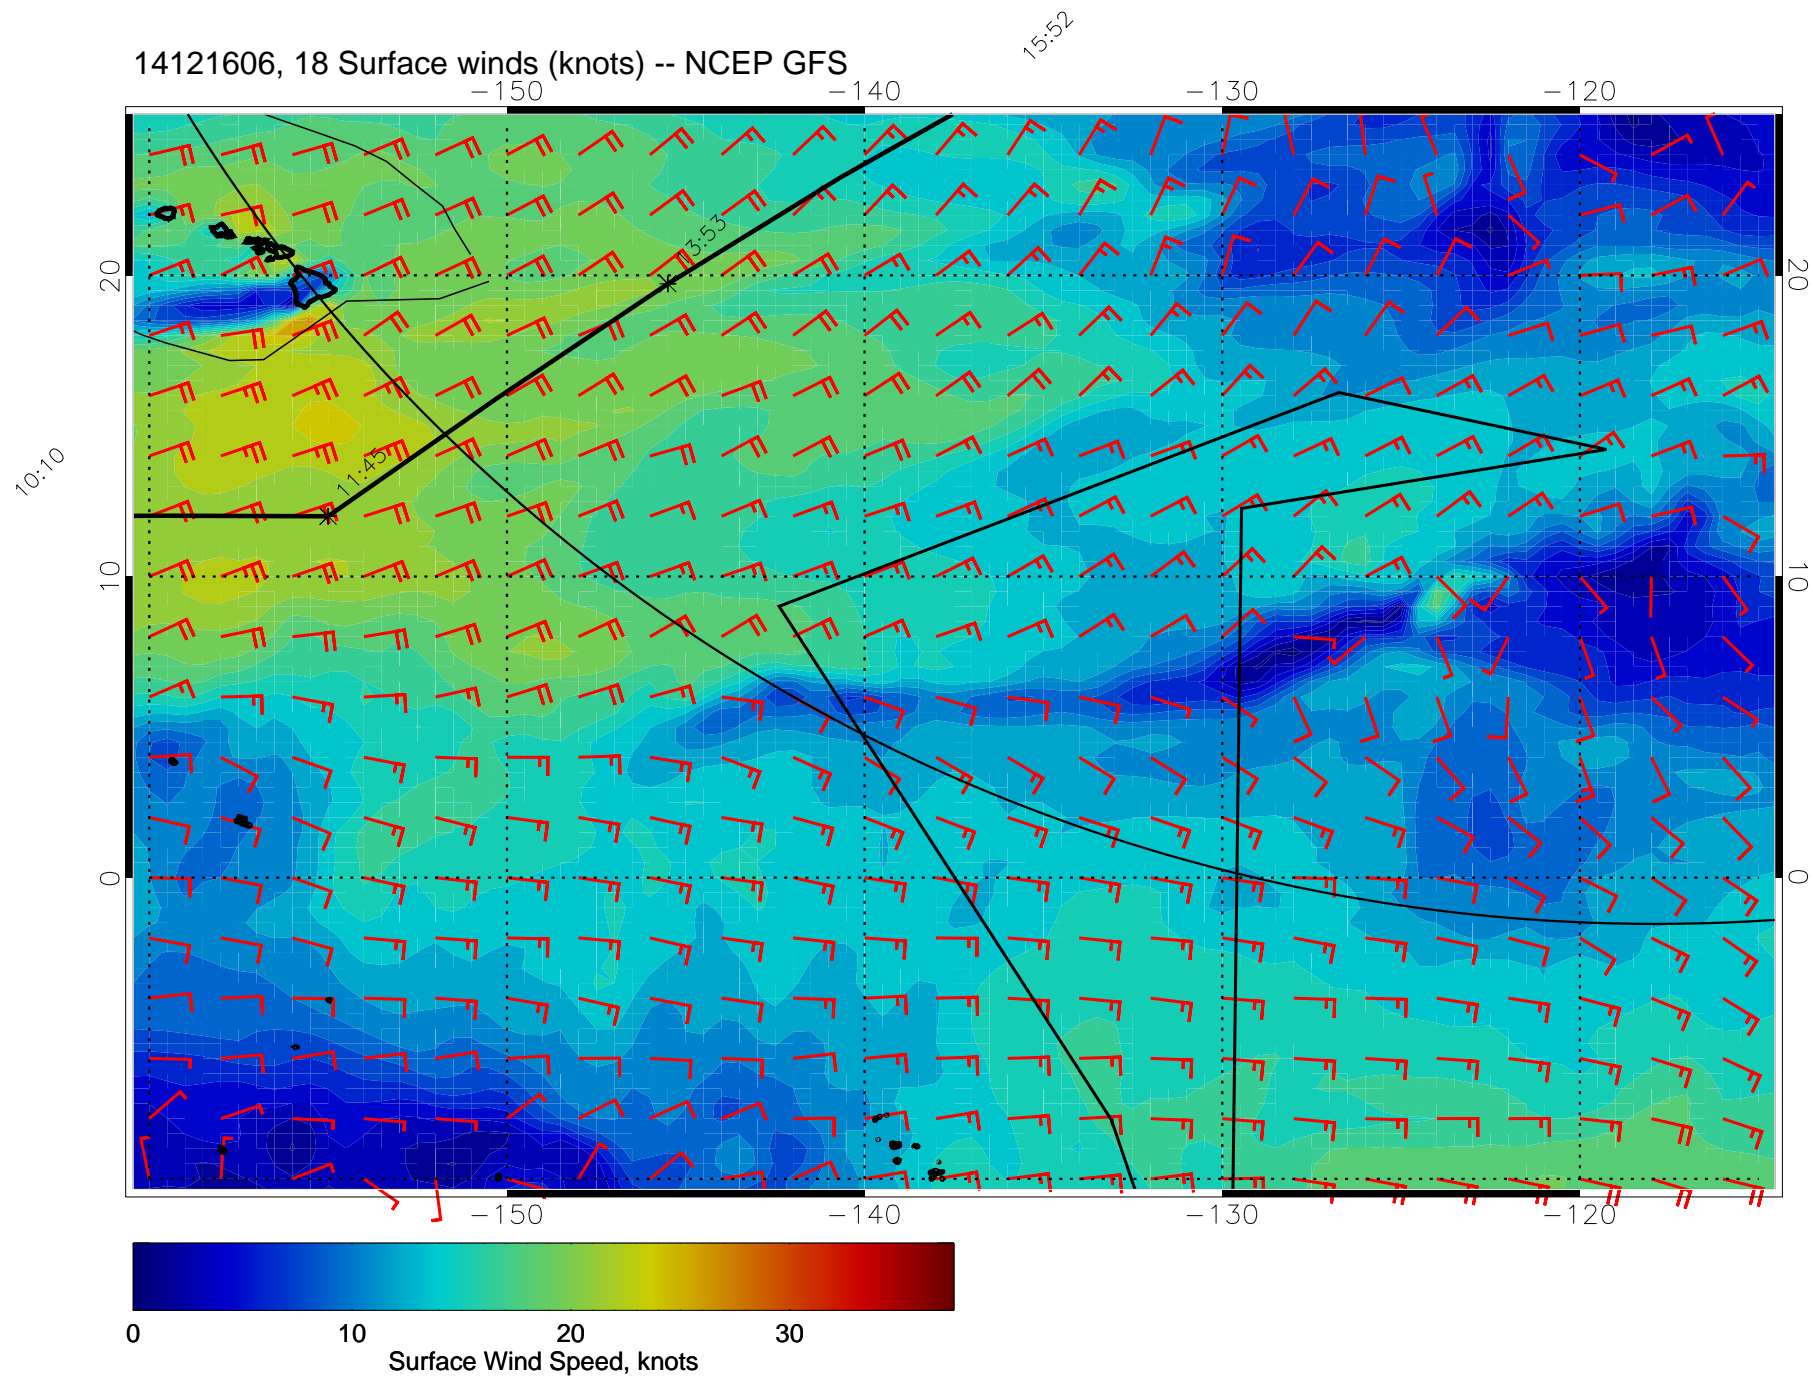 15:52
14121606, 18 Surface winds (knots) -- NCEP GFS
-150 -140 -130 -120
13:53
20 20
10:10
11:45
10 10
0 0
-150 -140 -130 -120
0 10 20 30
Surface Wind Speed, knots